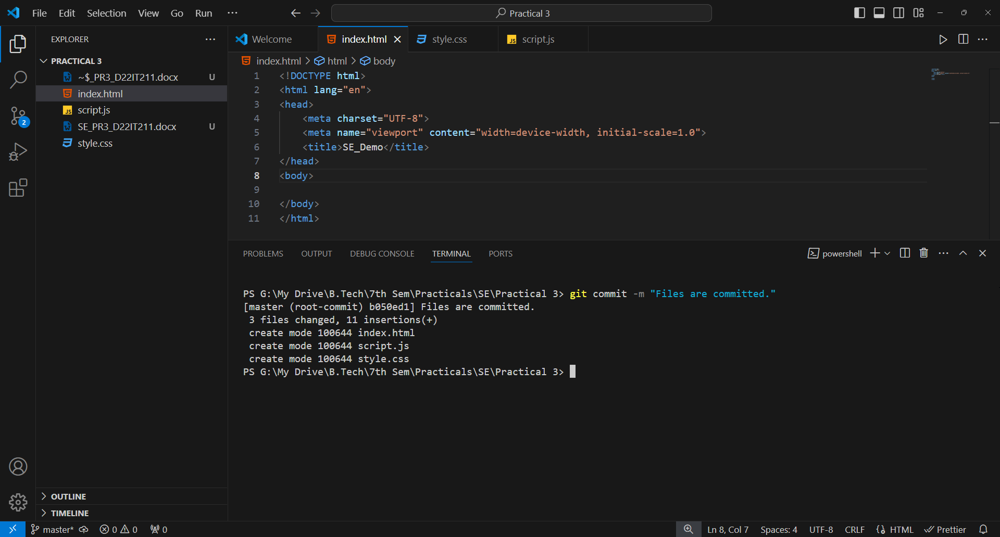 File Edit Selection View Go Run ···
Practical 3
EXPLORER ···
PRACTICAL 3
~$_PR3_D22IT211.docx U
index.html
script.js
SE_PR3_D22IT211.docx U
style.css
OUTLINE
TIMELINE
2
Welcome index.html style.css script.js
index.html > html > body
1 <!DOCTYPE html>
2 <html lang="en">
3 <head>
4 <meta charset="UTF-8">
5 <meta name="viewport" content="width=device-width, initial-scale=1.0">
6 <title>SE_Demo</title>
7 </head>
8 <body>
9
10 </body>
11 </html>
PROBLEMS OUTPUT DEBUG CONSOLE TERMINAL PORTS powershell
PS G:\My Drive\B.Tech\7th Sem\Practicals\SE\Practical 3> git commit -m "Files are committed."
[master (root-commit) b050ed1] Files are committed.
3 files changed, 11 insertions(+)
create mode 100644 index.html
create mode 100644 script.js
create mode 100644 style.css
PS G:\My Drive\B.Tech\7th Sem\Practicals\SE\Practical 3>
master* 0 0 0 Ln 8, Col 7 Spaces: 4 UTF-8 CRLF HTML Prettier